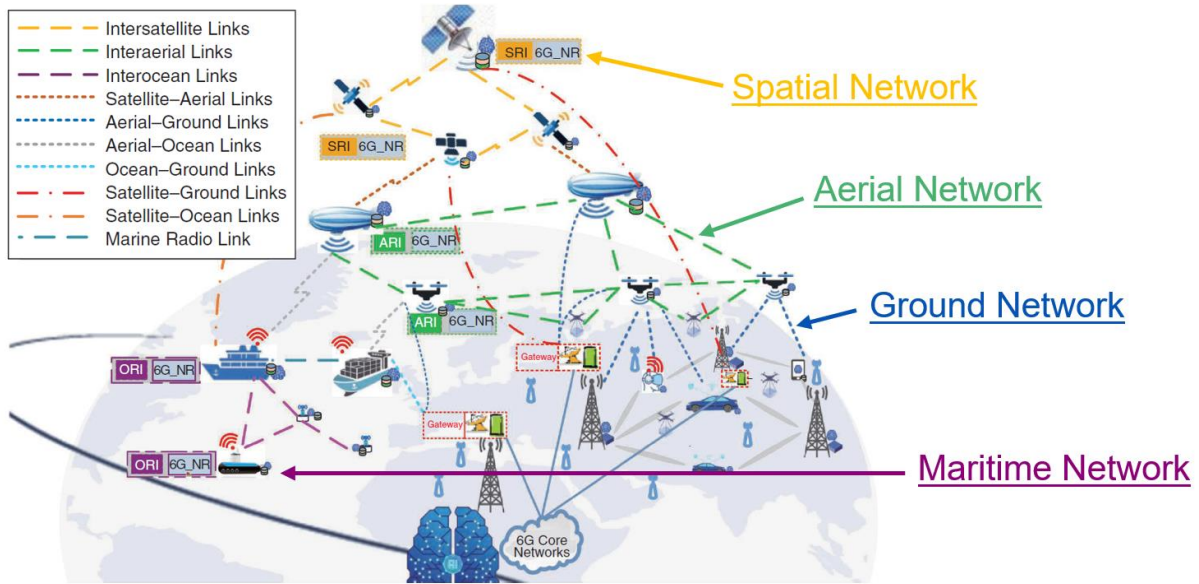 Intersatellite Links
Interaerial Links
Interocean Links
Satellite–Aerial Links
Aerial–Ground Links
Aerial–Ocean Links
Ocean–Ground Links
Satellite–Ground Links
Satellite–Ocean Links
Marine Radio Link
SRI 6G_NR
Spatial Network
SRI 6G_NR
Aerial Network
ARI 6G_NR
Ground Network
ARI 6G_NR
Gateway
ORI 6G_NR
Gateway
ORI 6G_NR
Maritime Network
6G Core
Networks
RI